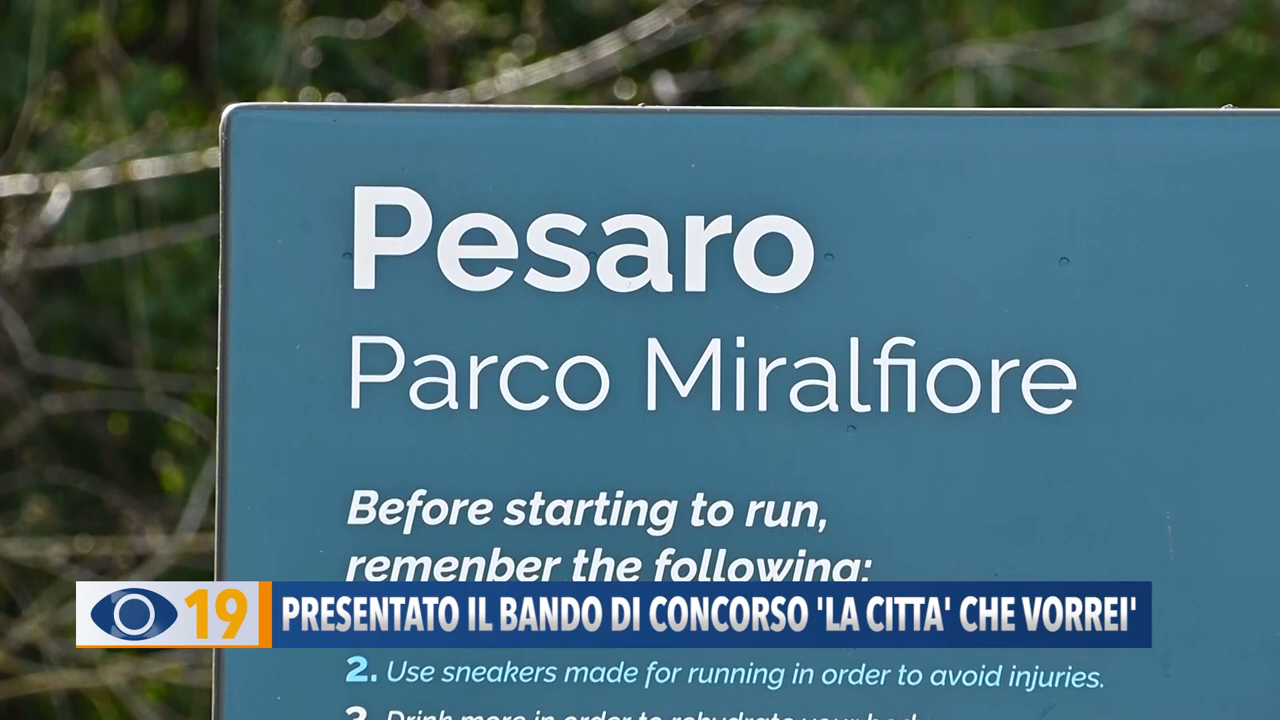 Pesaro
Parco Miralfiore
Before starting to run,
remenber the following:
19 PRESENTATO IL BANDO DI CONCORSO 'LA CITTA' CHE VORREI'
2. Use sneakers made for running in order to avoid injuries.
3. Drink more in order to rehydrate your body